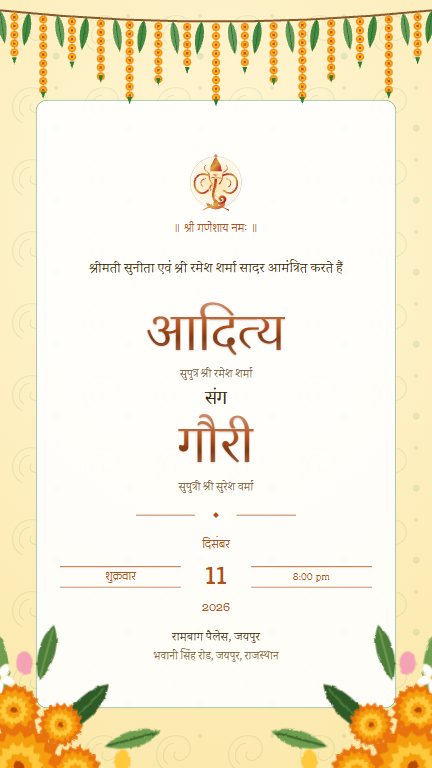 ॥ श्री गणेशाय नमः ॥
श्रीमती सुनीता एवं श्री रमेश शर्मा सादर आमंत्रित करते हैं
आदित्य
सुपुत्र श्री रमेश शर्मा
संग
गौरी
सुपुत्री श्री सुरेश वर्मा
दिसंबर
शुक्रवार 11 8:00 pm
2026
रामबाग पैलेस, जयपुर
भवानी सिंह रोड, जयपुर, राजस्थान